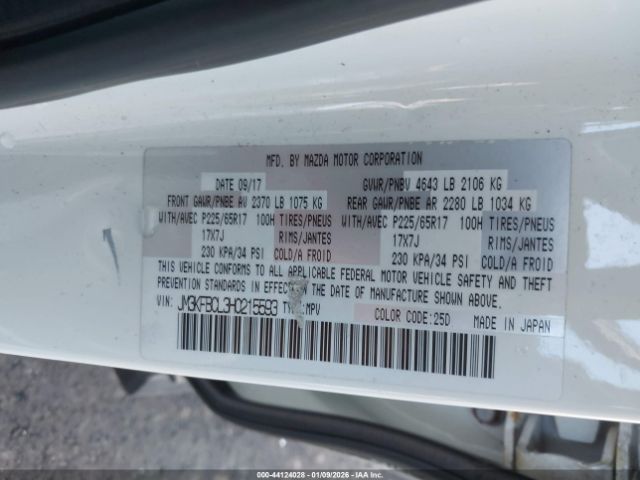 MFD. BY MAZDA MOTOR CORPORATION
DATE 09/17 GVWR/PNBV 4643 LB 2106 KG
FRONT GAWR/PNBE AV 2370 LB 1075 KG REAR GAWR/PNBE AR 2280 LB 1034 KG
WITH/AVEC P225/65R17 100H TIRES/PNEUS WITH/AVEC P225/65R17 100H TIRES/PNEUS
17X7J RIMS/JANTES 17X7J RIMS/JANTES
230 KPA/34 PSI COLD/A FROID 230 KPA/34 PSI COLD/A FROID
THIS VEHICLE CONFORMS TO ALL APPLICABLE FEDERAL MOTOR VEHICLE SAFETY AND THEFT
PREVENTION STANDARDS IN EFFECT ON THE DATE OF MANUFACTURE SHOWN ABOVE.
VIN: JM3KFBCL3H0215593 TYPE: MPV COLOR CODE:25D MADE IN JAPAN
000-44124028 | 01/09/2026 | IAAI.com